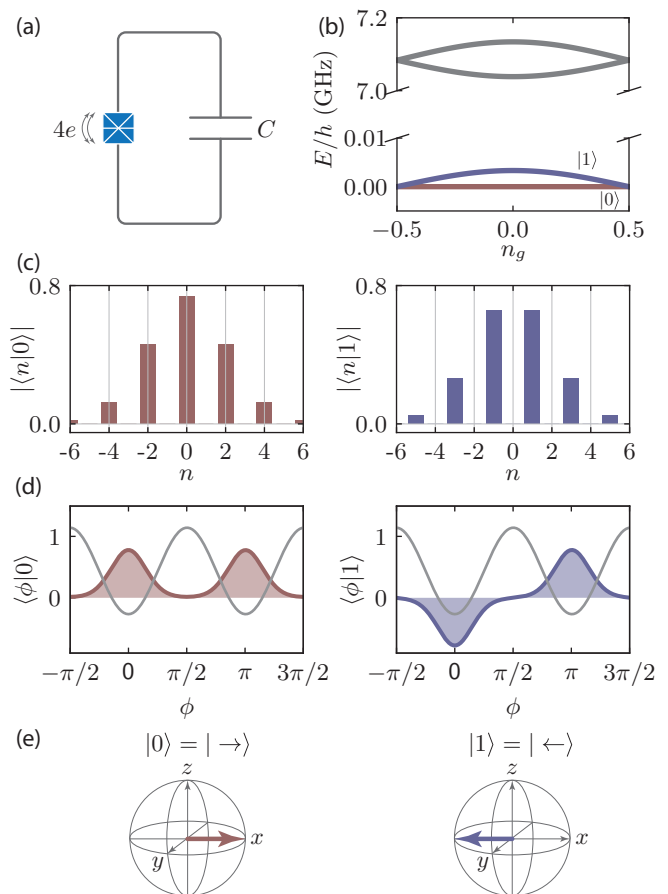 (a)
4e
C
(b)
E/h (GHz)
7.2
7.0
0.01
0.00
|1⟩
|0⟩
−0.5 0.0 0.5
n_g
(c)
|⟨n|0⟩|
0.8
0.0
-6 -4 -2 0 2 4 6
n
|⟨n|1⟩|
0.8
0.0
-6 -4 -2 0 2 4 6
n
(d)
⟨ϕ|0⟩
1
0
−π/2 0 π/2 π 3π/2
ϕ
⟨ϕ|1⟩
1
0
−π/2 0 π/2 π 3π/2
ϕ
(e)
|0⟩ = | →⟩
z
x
y
|1⟩ = | ←⟩
z
x
y